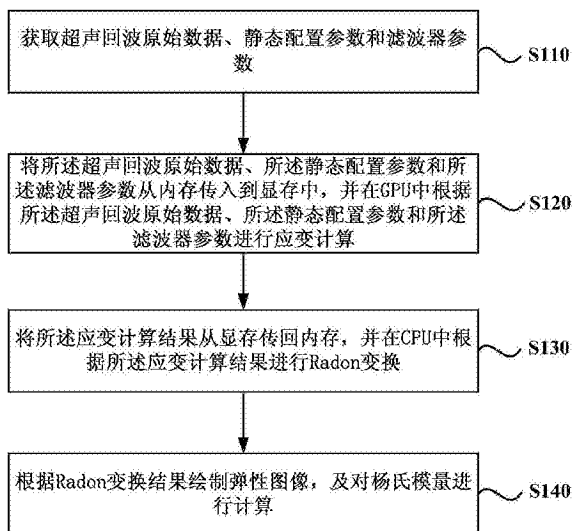 获取超声回波原始数据、静态配置参数和滤波器参
数
S110
将所述超声回波原始数据、所述静态配置参数和所
述滤波器参数从内存传入到显存中，并在GPU中根据
所述超声回波原始数据、所述静态配置参数和所述
滤波器参数进行应变计算
S120
将所述应变计算结果从显存传回内存，并在CPU中根
据所述应变计算结果进行Radon变换
S130
根据Radon变换结果绘制弹性图像，及对杨氏模量进
行计算
S140